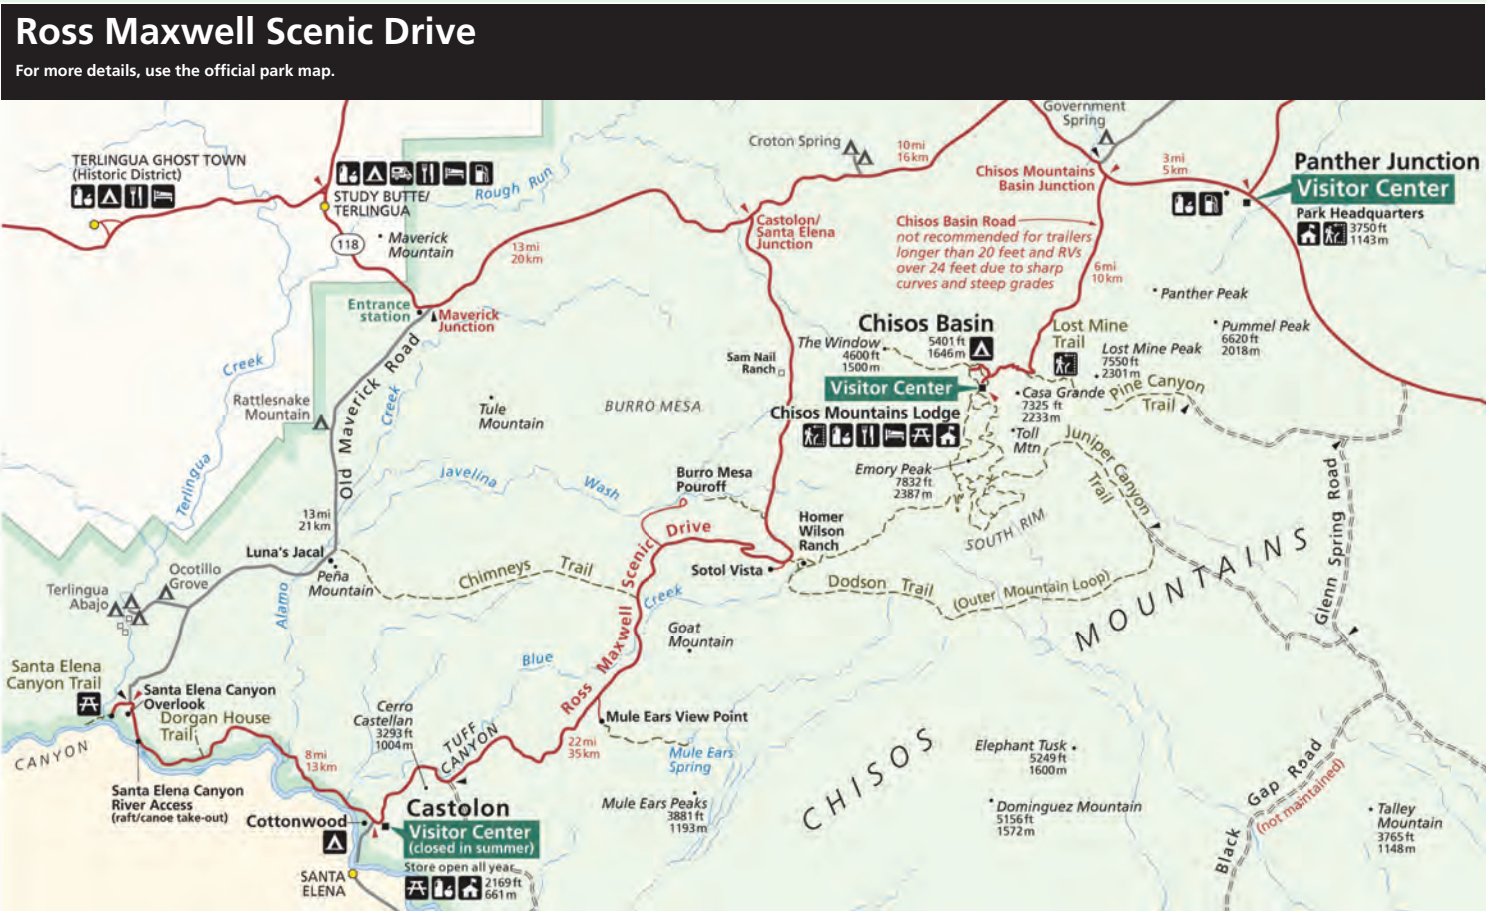 Ross Maxwell Scenic Drive
For more details, use the official park map.
Government
Spring
Croton Spring
10mi
16km
TERLINGUA GHOST TOWN
(Historic District)
STUDY BUTTE/
TERLINGUA
Rough Run
Chisos Mountains
Basin Junction
3mi
5km
Panther Junction
Visitor Center
Park Headquarters
3750ft
1143m
118
Maverick
Mountain
13mi
20km
Castolon/
Santa Elena
Junction
Chisos Basin Road
not recommended for trailers
longer than 20 feet and RVs
over 24 feet due to sharp
curves and steep grades
6mi
10km
Panther Peak
Entrance
station
Maverick
Junction
Chisos Basin
5401ft
1646m
The Window
4600ft
1500m
Lost Mine
Trail
Pummel Peak
6620ft
2018m
Lost Mine Peak
7550ft
2301m
Sam Nail
Ranch
Visitor Center
Casa Grande
7325 ft
2233m
Pine Canyon
Trail
Creek
Old Maverick Road
Creek
Rattlesnake
Mountain
Tule
Mountain
BURRO MESA
Chisos Mountains Lodge
Toll
Mtn
Juniper Canyon
Trail
Emory Peak
7832ft
2387m
Terlingua
Javelina
Wash
Burro Mesa
Pouroff
Glenn Spring Road
13mi
21km
Homer
Wilson
Ranch
SOUTH RIM
Drive
Scenic
Maxwell
Ross
Luna's Jacal
Peña
Mountain
Chimneys Trail
Sotol Vista
Dodson Trail
(Outer Mountain Loop)
MOUNTAINS
Ocotillo
Grove
Terlingua
Abajo
Alamo
Creek
Blue
Goat
Mountain
Santa Elena
Canyon Trail
Santa Elena Canyon
Overlook
Dorgan House
Trail
Cerro
Castellan
3293ft
1004m
TUFF
CANYON
Mule Ears View Point
22mi
35km
Mule Ears
Spring
CHISOS
Elephant Tusk
5249ft
1600m
CANYON
8mi
13km
Santa Elena Canyon
River Access
(raft/canoe take-out)
Cottonwood
Castolon
Visitor Center
(closed in summer)
Store open all year
2169ft
661m
SANTA
ELENA
Mule Ears Peaks
3881ft
1193m
Dominguez Mountain
5156ft
1572m
Black Gap Road
(not maintained)
Talley
Mountain
3765ft
1148m